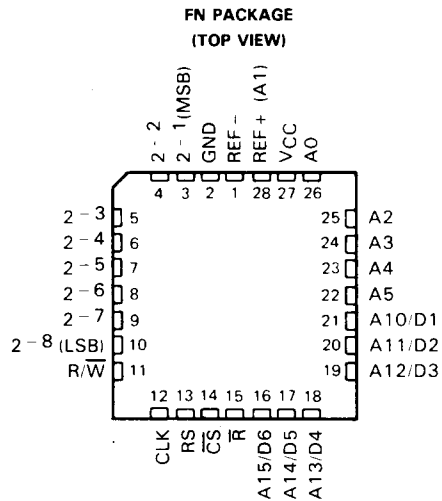 FN PACKAGE
(TOP VIEW)
2-2
2-1(MSB)
GND
REF-
REF+ (A1)
VCC
A0
4 3 2 1 28 27 26
2-3 5 25 A2
2-4 6 24 A3
2-5 7 23 A4
2-6 8 22 A5
2-7 9 21 A10/D1
2-8 (LSB) 10 20 A11/D2
R/W̅ 11 19 A12/D3
12 13 14 15 16 17 18
CLK
RS
C̅S̅
R̅
A15/D6
A14/D5
A13/D4